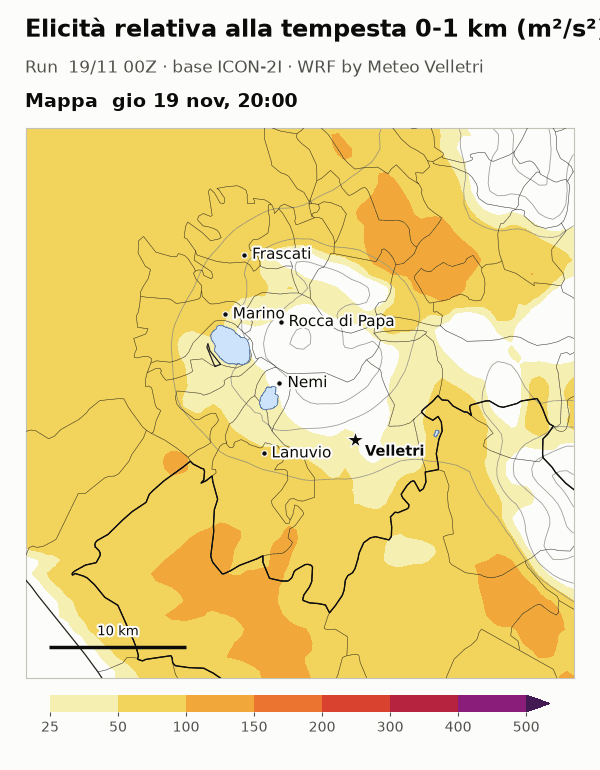 Elicità relativa alla tempesta 0-1 km (m²/s²)
Run 19/11 00Z · base ICON-2I · WRF by Meteo Velletri
Mappa gio 19 nov, 20:00
Frascati
Marino
Rocca di Papa
Nemi
Velletri
Lanuvio
10 km
25 50 100 150 200 300 400 500